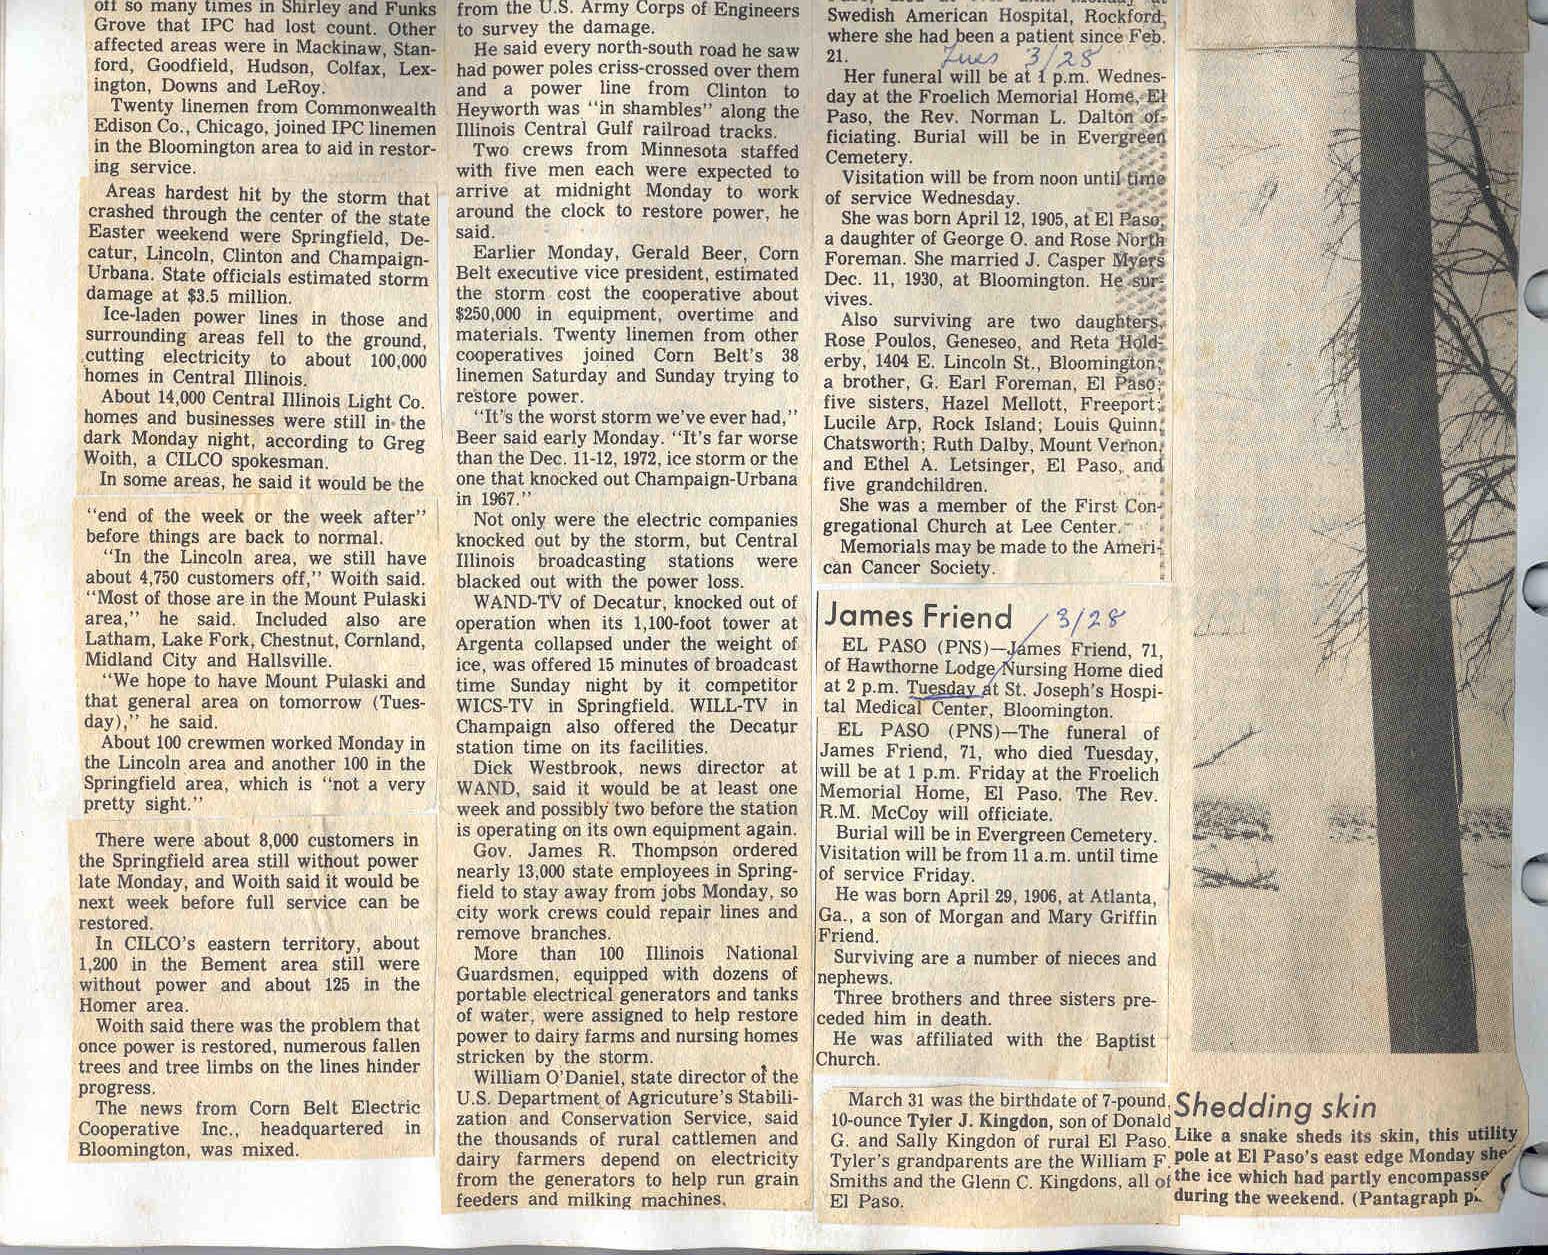 off so many times in Shirley and Funks
Grove that IPC had lost count. Other
affected areas were in Mackinaw, Stan-
ford, Goodfield, Hudson, Colfax, Lex-
ington, Downs and LeRoy.
Twenty linemen from Commonwealth
Edison Co., Chicago, joined IPC linemen
in the Bloomington area to aid in restor-
ing service.
Areas hardest hit by the storm that
crashed through the center of the state
Easter weekend were Springfield, De-
catur, Lincoln, Clinton and Champaign-
Urbana. State officials estimated storm
damage at $3.5 million.
Ice-laden power lines in those and
surrounding areas fell to the ground,
cutting electricity to about 100,000
homes in Central Illinois.
About 14,000 Central Illinois Light Co.
homes and businesses were still in the
dark Monday night, according to Greg
Woith, a CILCO spokesman.
In some areas, he said it would be the
"end of the week or the week after"
before things are back to normal.
"In the Lincoln area, we still have
about 4,750 customers off," Woith said.
"Most of those are in the Mount Pulaski
area," he said. Included also are
Latham, Lake Fork, Chestnut, Cornland,
Midland City and Hallsville.
"We hope to have Mount Pulaski and
that general area on tomorrow (Tues-
day)," he said.
About 100 crewmen worked Monday in
the Lincoln area and another 100 in the
Springfield area, which is "not a very
pretty sight."
There were about 8,000 customers in
the Springfield area still without power
late Monday, and Woith said it would be
next week before full service can be
restored.
In CILCO's eastern territory, about
1,200 in the Bement area still were
without power and about 125 in the
Homer area.
Woith said there was the problem that
once power is restored, numerous fallen
trees and tree limbs on the lines hinder
progress.
The news from Corn Belt Electric
Cooperative Inc., headquartered in
Bloomington, was mixed.
from the U.S. Army Corps of Engineers
to survey the damage.
He said every north-south road he saw
had power poles criss-crossed over them
and a power line from Clinton to
Heyworth was "in shambles" along the
Illinois Central Gulf railroad tracks.
Two crews from Minnesota staffed
with five men each were expected to
arrive at midnight Monday to work
around the clock to restore power, he
said.
Earlier Monday, Gerald Beer, Corn
Belt executive vice president, estimated
the storm cost the cooperative about
$250,000 in equipment, overtime and
materials. Twenty linemen from other
cooperatives joined Corn Belt's 38
linemen Saturday and Sunday trying to
restore power.
"It's the worst storm we've ever had,"
Beer said early Monday. "It's far worse
than the Dec. 11-12, 1972, ice storm or the
one that knocked out Champaign-Urbana
in 1967."
Not only were the electric companies
knocked out by the storm, but Central
Illinois broadcasting stations were
blacked out with the power loss.
WAND-TV of Decatur, knocked out of
operation when its 1,100-foot tower at
Argenta collapsed under the weight of
ice, was offered 15 minutes of broadcast
time Sunday night by it competitor
WICS-TV in Springfield. WILL-TV in
Champaign also offered the Decatur
station time on its facilities.
Dick Westbrook, news director at
WAND, said it would be at least one
week and possibly two before the station
is operating on its own equipment again.
Gov. James R. Thompson ordered
nearly 13,000 state employees in Spring-
field to stay away from jobs Monday, so
city work crews could repair lines and
remove branches.
More than 100 Illinois National
Guardsmen, equipped with dozens of
portable electrical generators and tanks
of water, were assigned to help restore
power to dairy farms and nursing homes
stricken by the storm.
William O'Daniel, state director of the
U.S. Department of Agricuture's Stabili-
zation and Conservation Service, said
the thousands of rural cattlemen and
dairy farmers depend on electricity
from the generators to help run grain
feeders and milking machines.
Swedish American Hospital, Rockford,
where she had been a patient since Feb.
21. Tues 3/28
Her funeral will be at 1 p.m. Wednes-
day at the Froelich Memorial Home, El
Paso, the Rev. Norman L. Dalton of-
ficiating. Burial will be in Evergreen
Cemetery.
Visitation will be from noon until time
of service Wednesday.
She was born April 12, 1905, at El Paso,
a daughter of George O. and Rose North
Foreman. She married J. Casper Myers
Dec. 11, 1930, at Bloomington. He sur-
vives.
Also surviving are two daughters,
Rose Poulos, Geneseo, and Reta Hold-
erby, 1404 E. Lincoln St., Bloomington;
a brother, G. Earl Foreman, El Paso;
five sisters, Hazel Mellott, Freeport;
Lucile Arp, Rock Island; Louis Quinn,
Chatsworth; Ruth Dalby, Mount Vernon,
and Ethel A. Letsinger, El Paso, and
five grandchildren.
She was a member of the First Con-
gregational Church at Lee Center.
Memorials may be made to the Ameri-
can Cancer Society.
James Friend 3/28
EL PASO (PNS)—James Friend, 71,
of Hawthorne Lodge Nursing Home died
at 2 p.m. Tuesday at St. Joseph's Hospi-
tal Medical Center, Bloomington.
EL PASO (PNS)—The funeral of
James Friend, 71, who died Tuesday,
will be at 1 p.m. Friday at the Froelich
Memorial Home, El Paso. The Rev.
R.M. McCoy will officiate.
Burial will be in Evergreen Cemetery.
Visitation will be from 11 a.m. until time
of service Friday.
He was born April 29, 1906, at Atlanta,
Ga., a son of Morgan and Mary Griffin
Friend.
Surviving are a number of nieces and
nephews.
Three brothers and three sisters pre-
ceded him in death.
He was affiliated with the Baptist
Church.
March 31 was the birthdate of 7-pound,
10-ounce Tyler J. Kingdon, son of Donald
G. and Sally Kingdon of rural El Paso.
Tyler's grandparents are the William F.
Smiths and the Glenn C. Kingdons, all of
El Paso.
Shedding skin
Like a snake sheds its skin, this utility
pole at El Paso's east edge Monday she
the ice which had partly encompasse
during the weekend. (Pantagraph p